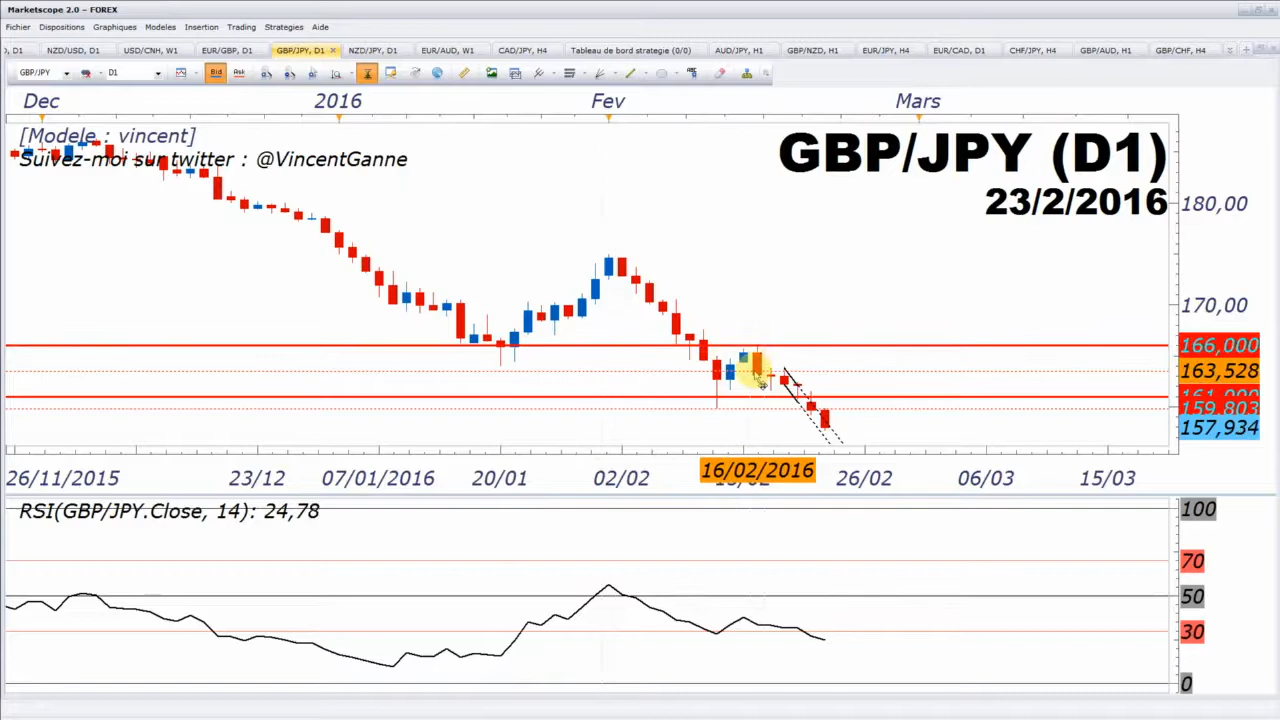 Marketscope 2.0 – FOREX
Fichier Dispositions Graphiques Modeles Insertion Trading Strategies Aide
D, D1 NZD/USD, D1 USD/CNH, W1 EUR/GBP, D1 GBP/JPY, D1 NZD/JPY, D1 EUR/AUD, W1 CAD/JPY, H4 Tableau de bord strategie (0/0) AUD/JPY, H1 GBP/NZD, H1 EUR/JPY, H4 EUR/CAD, D1 CHF/JPY, H4 GBP/AUD, H1 GBP/CHF, H4
GBP/JPY D1 Bid Ask
Dec 2016 Fev Mars
[Modele : vincent]
Suivez-moi sur twitter : @VincentGanne
GBP/JPY (D1)
23/2/2016
180,00
170,00
166,000
163,528
161,000
159,803
157,934
26/11/2015 23/12 07/01/2016 20/01 02/02 16/02/2016 26/02 06/03 15/03
RSI(GBP/JPY.Close, 14): 24,78
100
70
50
30
0